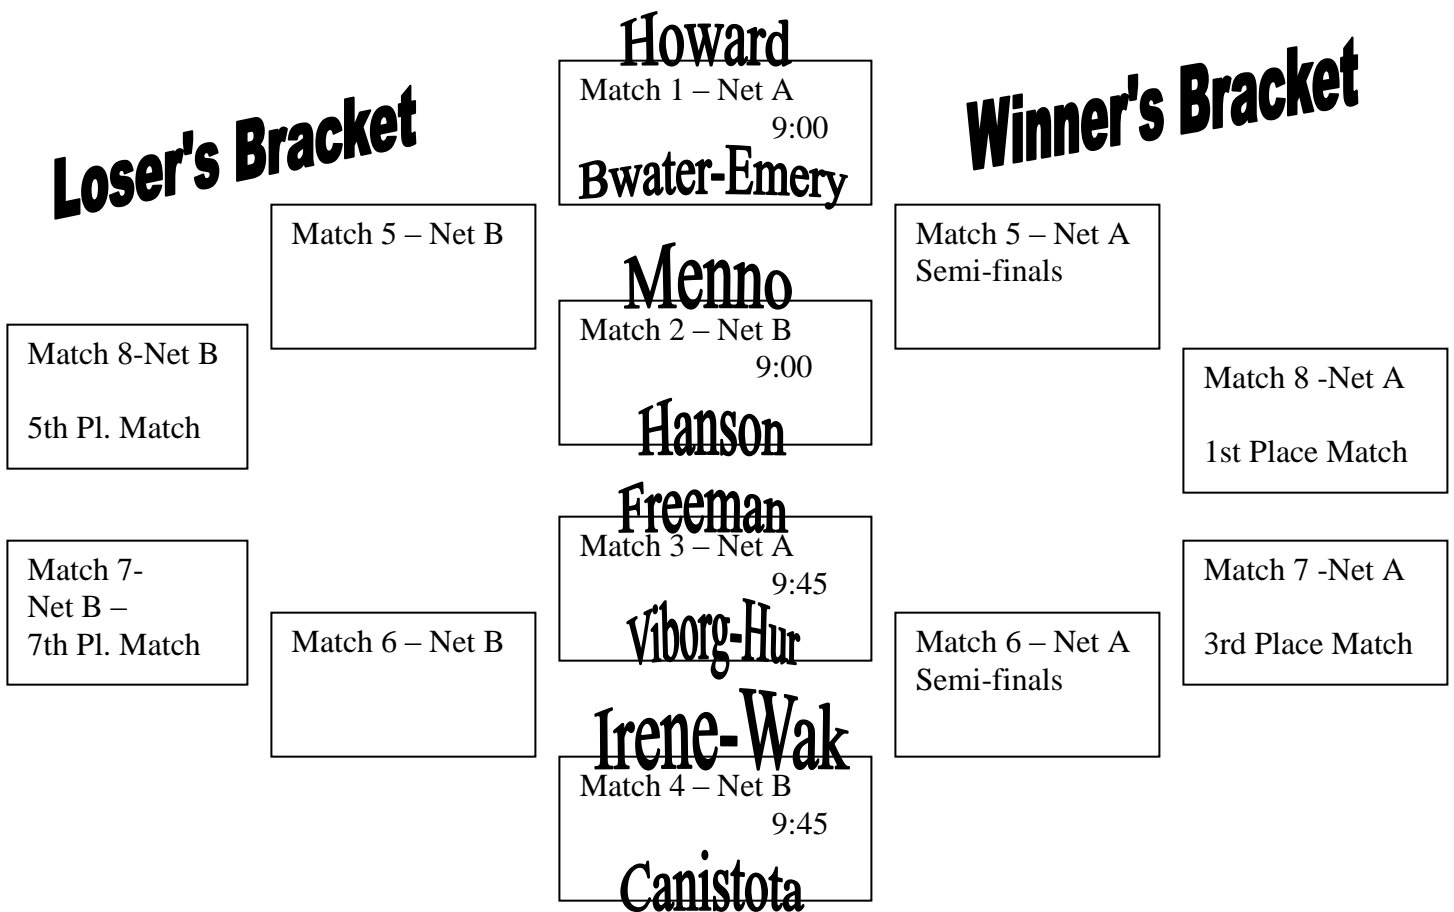 Loser's Bracket
Match 5 – Net B
Match 8-Net B
5th Pl. Match
Match 7-
Net B –
7th Pl. Match
Match 6 – Net B
Howard
Match 1 – Net A
9:00
Bwater-Emery
Menno
Match 2 – Net B
9:00
Hanson
Freeman
Match 3 – Net A
9:45
Viborg-Hur
Irene-Wak
Match 4 – Net B
9:45
Canistota
Winner's Bracket
Match 5 – Net A
Semi-finals
Match 8 -Net A
1st Place Match
Match 7 -Net A
3rd Place Match
Match 6 – Net A
Semi-finals